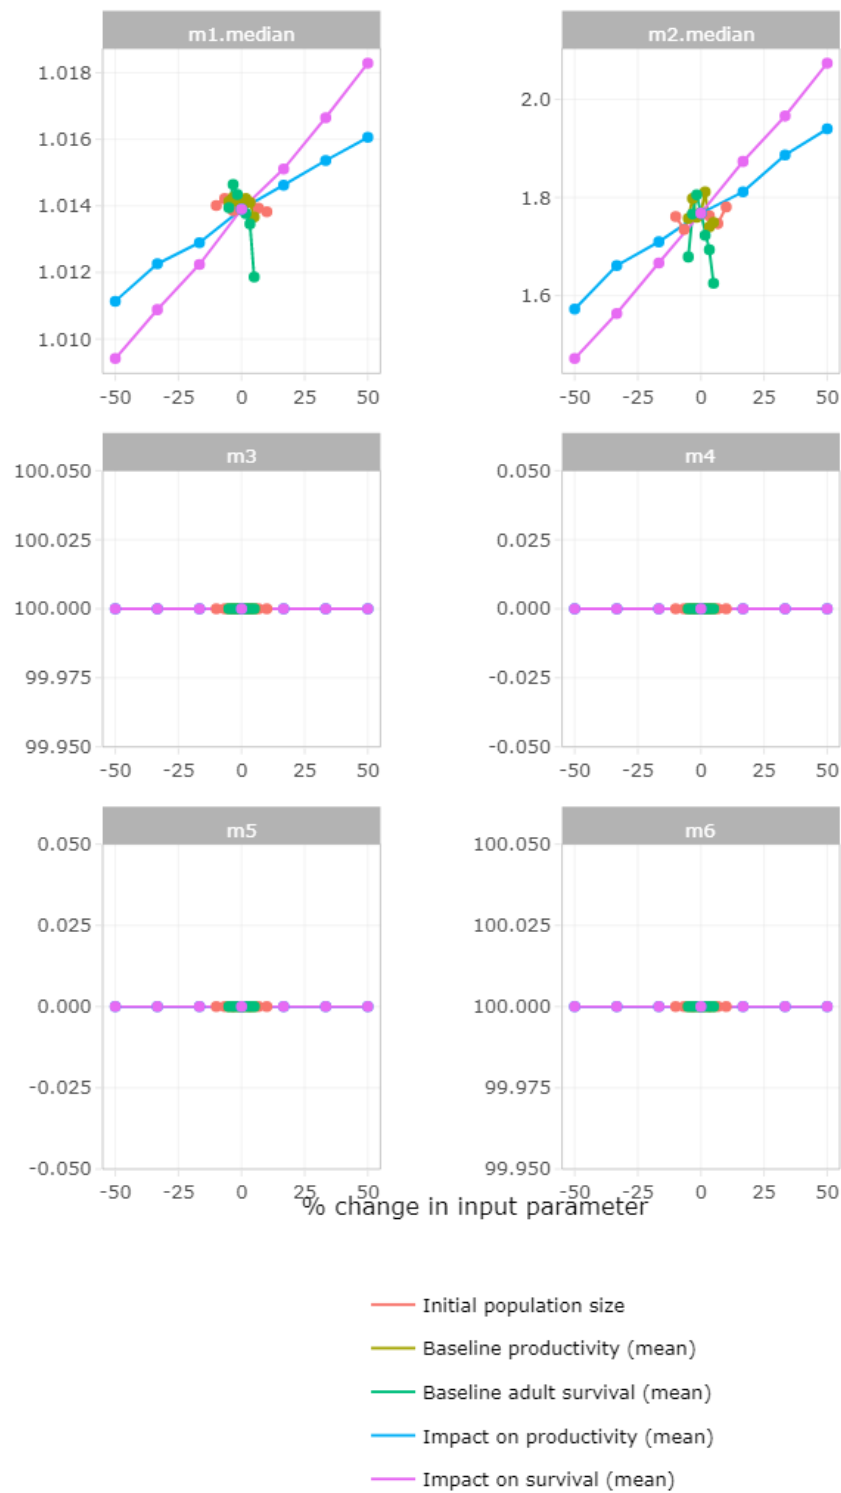 m1.median m2.median
1.018
1.016 2.0
1.014 1.8
1.012
1.010 1.6
-50 -25 0 25 50 -50 -25 0 25 50
m3 m4
100.050 0.050
100.025 0.025
100.000 0.000
99.975 -0.025
99.950 -0.050
-50 -25 0 25 50 -50 -25 0 25 50
m5 m6
0.050 100.050
0.025 100.025
0.000 100.000
-0.025 99.975
-0.050 99.950
-50 -25 0 25 50 -50 -25 0 25 50
% change in input parameter
Initial population size
Baseline productivity (mean)
Baseline adult survival (mean)
Impact on productivity (mean)
Impact on survival (mean)